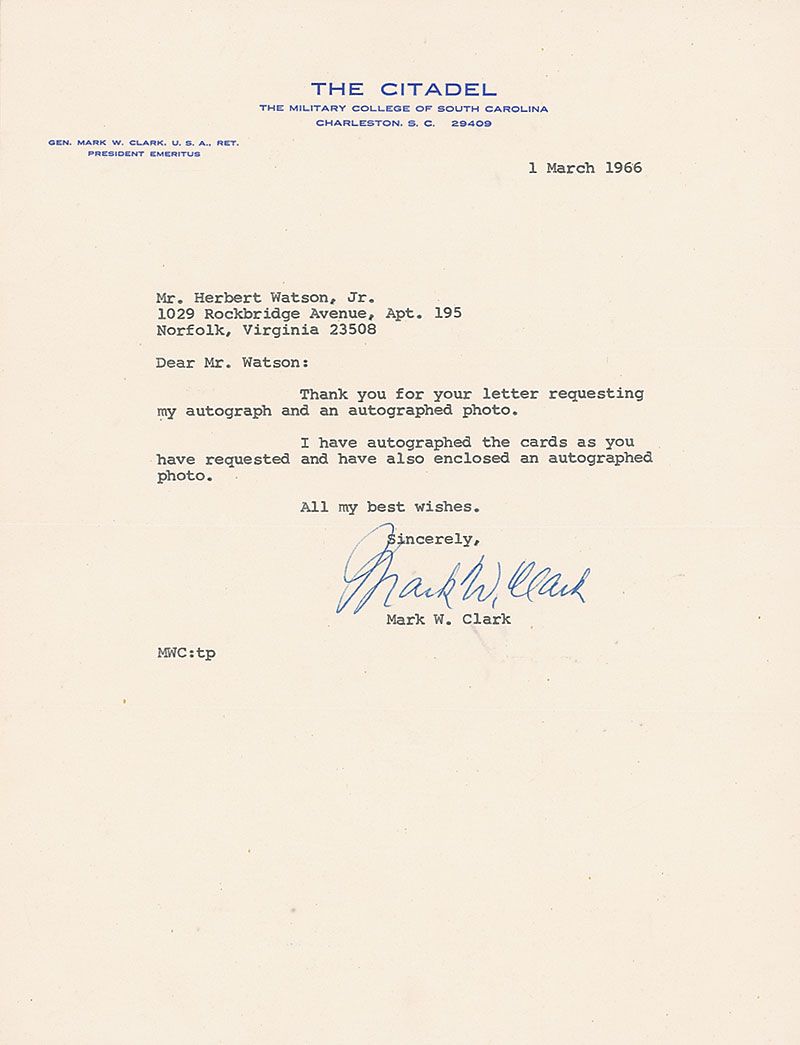 THE CITADEL
THE MILITARY COLLEGE OF SOUTH CAROLINA
CHARLESTON, S. C. 29409
GEN. MARK W. CLARK, U. S. A., RET.
PRESIDENT EMERITUS
1 March 1966
Mr. Herbert Watson, Jr.
1029 Rockbridge Avenue, Apt. 195
Norfolk, Virginia 23508
Dear Mr. Watson:
Thank you for your letter requesting
my autograph and an autographed photo.
I have autographed the cards as you
have requested and have also enclosed an autographed
photo.
All my best wishes.
Sincerely,
Mark W. Clark
Mark W. Clark
MWC:tp